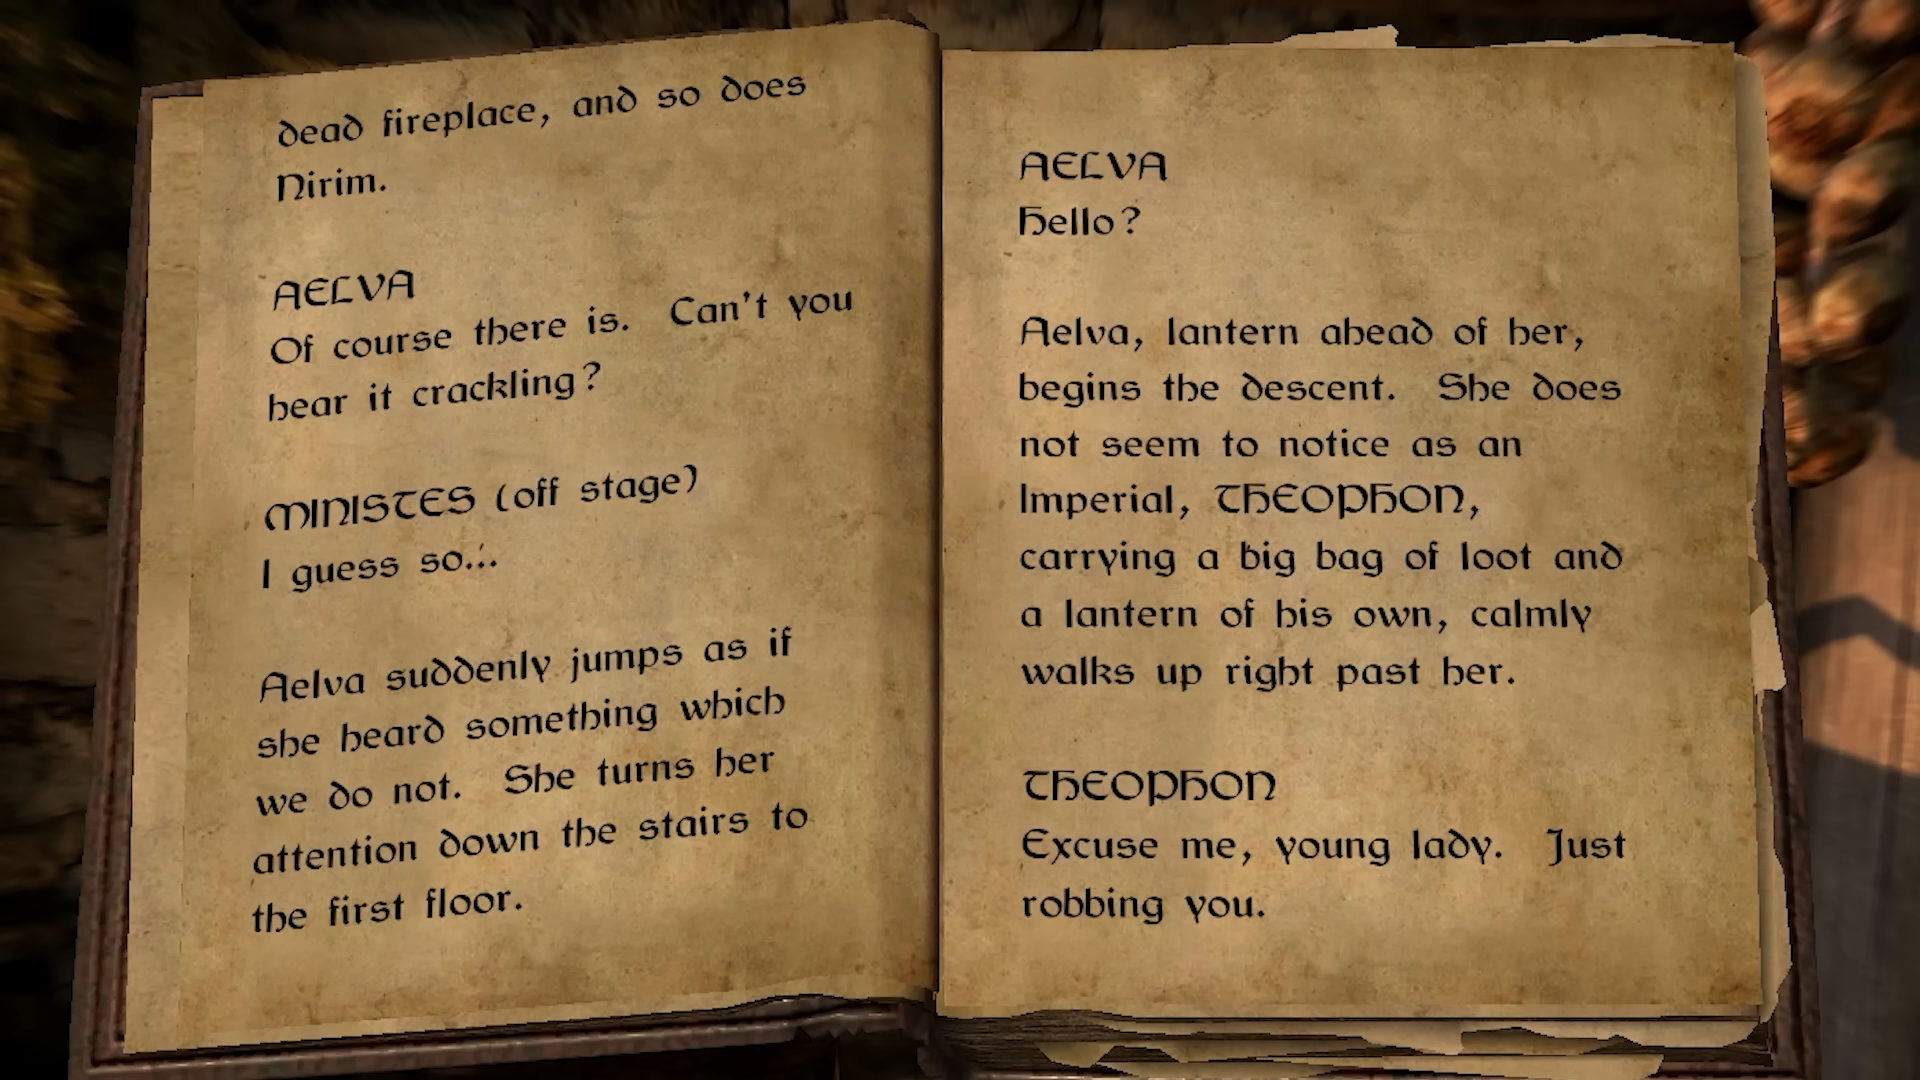 dead fireplace, and so does
Nirim.
AELVA
Of course there is. Can't you
hear it crackling?
MINISTES (off stage)
I guess so...
Aelva suddenly jumps as if
she heard something which
we do not. She turns her
attention down the stairs to
the first floor.
AELVA
Hello?
Aelva, lantern ahead of her,
begins the descent. She does
not seem to notice as an
Imperial, THEOPHON,
carrying a big bag of loot and
a lantern of his own, calmly
walks up right past her.
THEOPHON
Excuse me, young lady. Just
robbing you.